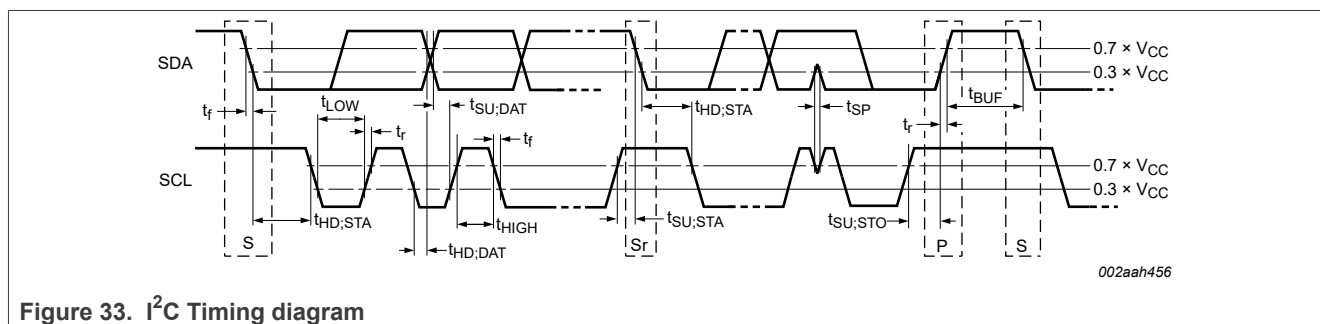 SDA
0.7 × VCC
0.3 × VCC
tf
tLOW
tr
tSU;DAT
tf
tHD;STA
tSP
tBUF
tr
SCL
0.7 × VCC
0.3 × VCC
S
tHD;STA
tHD;DAT
tHIGH
Sr
tSU;STA
tSU;STO
P
S
002aah456
Figure 33. I²C Timing diagram